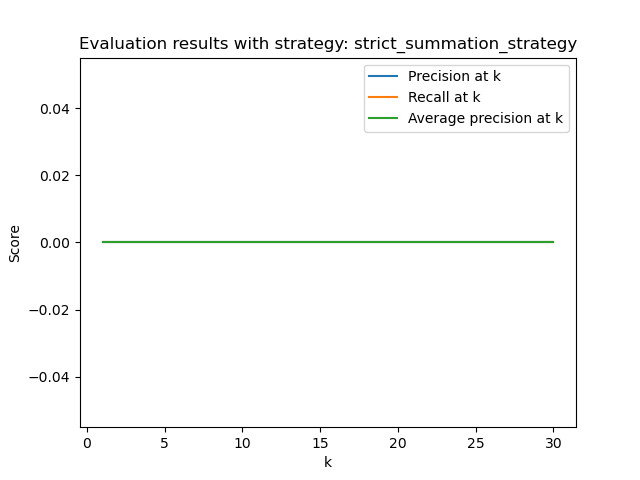 Evaluation results with strategy: strict_summation_strategy
Precision at k
Recall at k
Average precision at k
0.04
0.02
0.00
−0.02
−0.04
Score
0 5 10 15 20 25 30
k